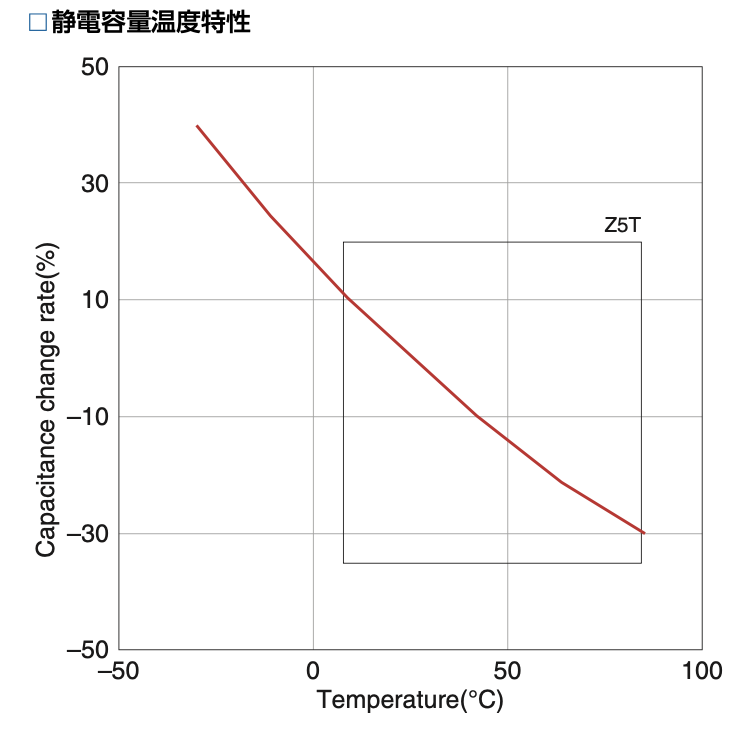 □静電容量温度特性
50
30
10
–10
–30
–50
Capacitance change rate(%)
Z5T
–50 0 50 100
Temperature(°C)